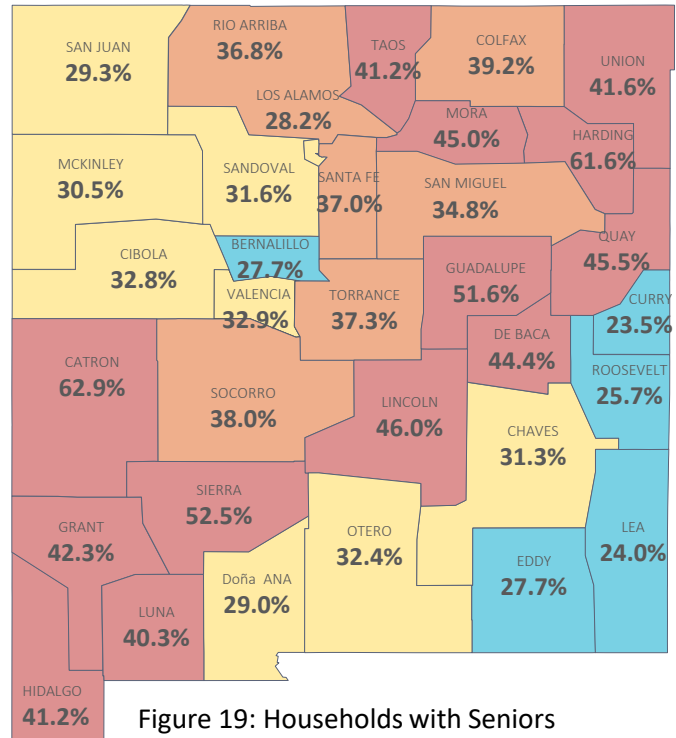 RIO ARRIBA
36.8%
SAN JUAN
29.3%
TAOS
41.2%
COLFAX
39.2%
UNION
41.6%
LOS ALAMOS
28.2%
MORA
45.0%
HARDING
61.6%
MCKINLEY
30.5%
SANDOVAL
31.6%
SANTA FE
37.0%
SAN MIGUEL
34.8%
CIBOLA
32.8%
BERNALILLO
27.7%
QUAY
45.5%
GUADALUPE
51.6%
VALENCIA
32.9%
TORRANCE
37.3%
CURRY
23.5%
DE BACA
44.4%
CATRON
62.9%
SOCORRO
38.0%
LINCOLN
46.0%
ROOSEVELT
25.7%
CHAVES
31.3%
SIERRA
52.5%
GRANT
42.3%
OTERO
32.4%
LEA
24.0%
EDDY
27.7%
Doña ANA
29.0%
LUNA
40.3%
HIDALGO
41.2%
Figure 19: Households with Seniors